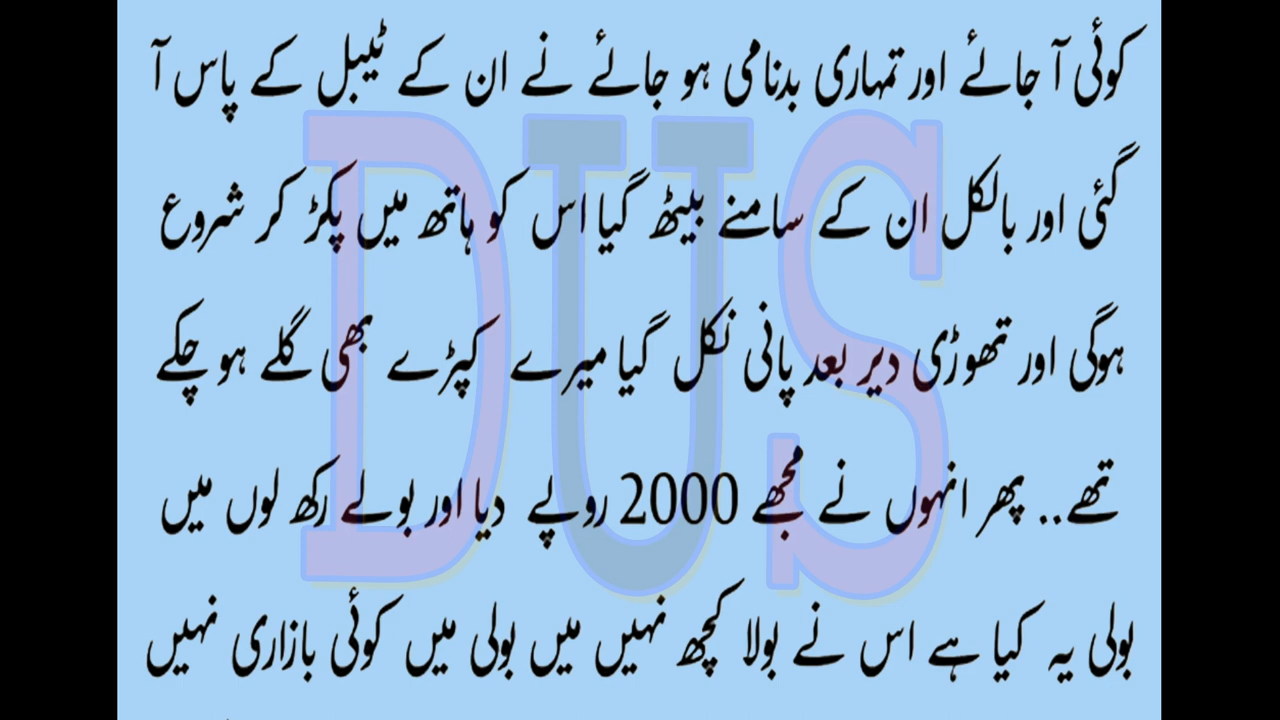 کوئی آ جائے اور تمہاری بدنامی ہو جائے نے ان کے ٹیبل کے پاس آ
گئی اور بالکل ان کے سامنے بیٹھ گیا اس کو ہاتھ میں پکڑ کر شروع
ہوگی اور تھوڑی دیر بعد پانی نکل گیا میرے کپڑے بھی گلے ہو چکے
تھے.. پھر انہوں نے مجھے 2000 روپے دیا اور بولے رکھ لوں میں
بولی یہ کیا ہے اس نے بولا کچھ نہیں میں بولی میں کوئی بازاری نہیں
DUS